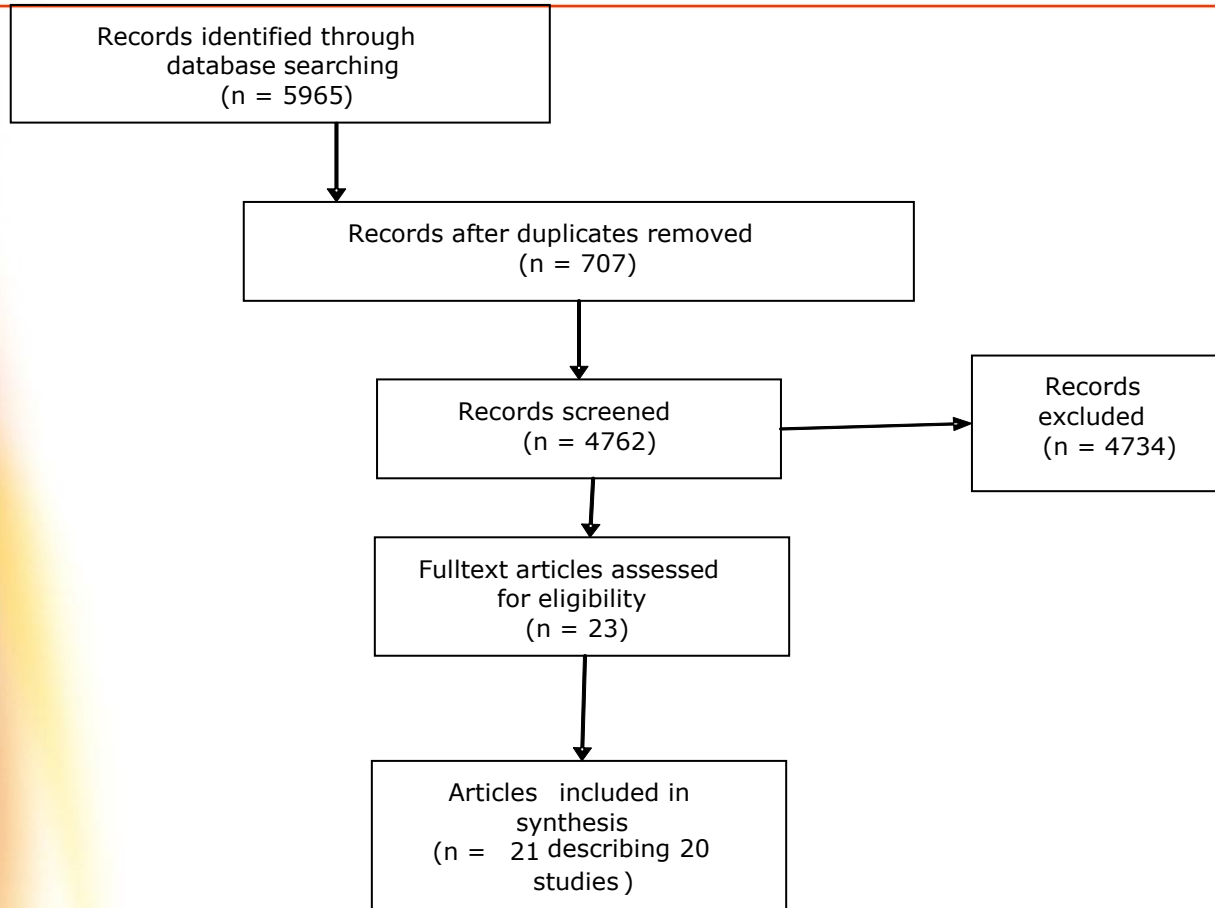 Records identified through
database searching
(n = 5965)
Records after duplicates removed
(n = 707)
Records screened
(n = 4762)
Records
excluded
(n = 4734)
Fulltext articles assessed
for eligibility
(n = 23)
Articles included in
synthesis
(n = 21 describing 20
studies )